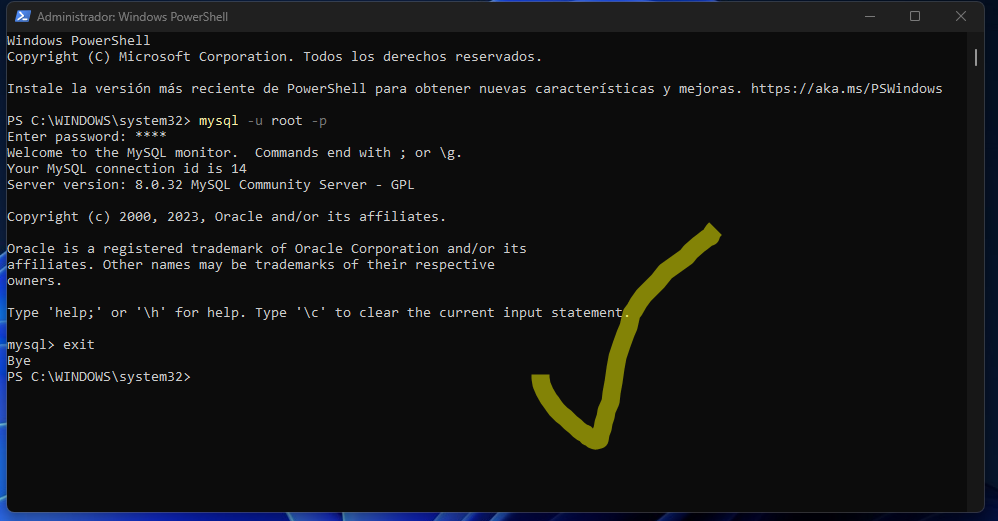 Administrador: Windows PowerShell
Windows PowerShell
Copyright (C) Microsoft Corporation. Todos los derechos reservados.
Instale la versión más reciente de PowerShell para obtener nuevas características y mejoras. https://aka.ms/PSWindows
PS C:\WINDOWS\system32> mysql -u root -p
Enter password: ****
Welcome to the MySQL monitor.  Commands end with ; or \g.
Your MySQL connection id is 14
Server version: 8.0.32 MySQL Community Server - GPL
Copyright (c) 2000, 2023, Oracle and/or its affiliates.
Oracle is a registered trademark of Oracle Corporation and/or its
affiliates. Other names may be trademarks of their respective
owners.
Type 'help;' or '\h' for help. Type '\c' to clear the current input statement.
mysql> exit
Bye
PS C:\WINDOWS\system32>